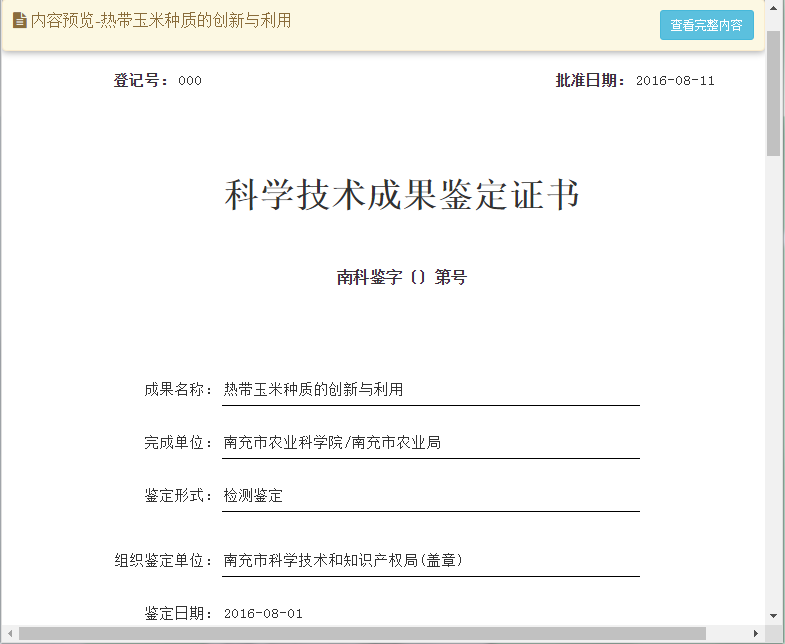 内容预览-热带玉米种质的创新与利用
查看完整内容
登记号：000
批准日期：2016-08-11
科学技术成果鉴定证书
南科鉴字〔〕第号
成果名称：热带玉米种质的创新与利用
完成单位：南充市农业科学院/南充市农业局
鉴定形式：检测鉴定
组织鉴定单位：南充市科学技术和知识产权局(盖章)
鉴定日期：2016-08-01